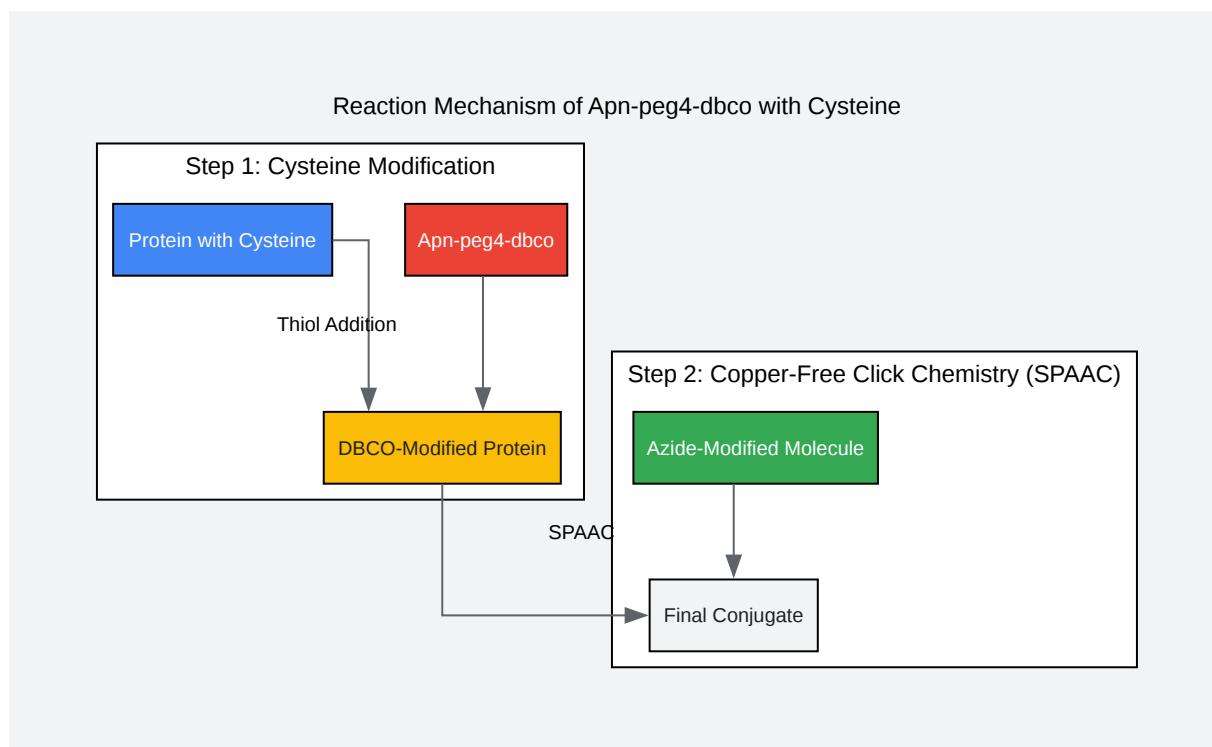 Reaction Mechanism of Apn-peg4-dbco with Cysteine
Step 1: Cysteine Modification
Protein with Cysteine
Apn-peg4-dbco
Thiol Addition
DBCO-Modified Protein
Step 2: Copper-Free Click Chemistry (SPAAC)
Azide-Modified Molecule
SPAAC
Final Conjugate